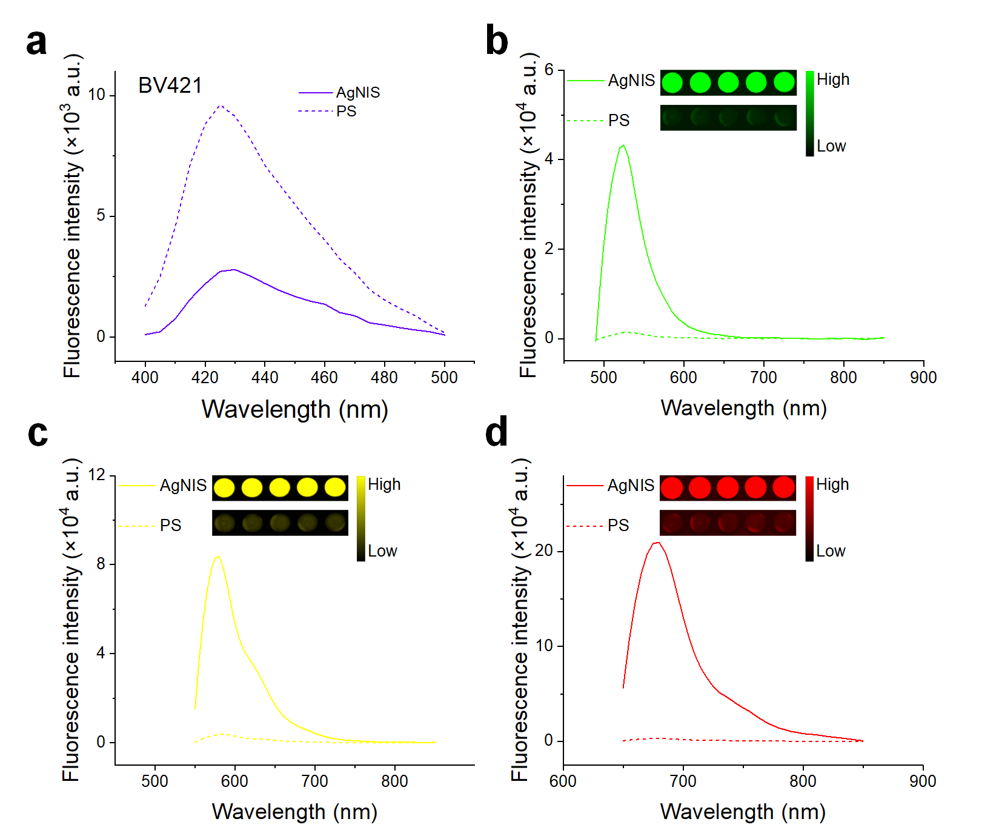 a
BV421
AgNIS
PS
10
5
0
400 420 440 460 480 500
Wavelength (nm)
Fluorescence intensity (×10³ a.u.)
b
AgNIS
PS
High
Low
6
4
2
0
500 600 700 800 900
Wavelength (nm)
Fluorescence intensity (×10⁴ a.u.)
c
AgNIS
PS
High
Low
12
8
4
0
500 600 700 800
Wavelength (nm)
Fluorescence intensity (×10⁴ a.u.)
d
AgNIS
PS
High
Low
20
10
0
600 700 800 900
Wavelength (nm)
Fluorescence intensity (×10⁴ a.u.)